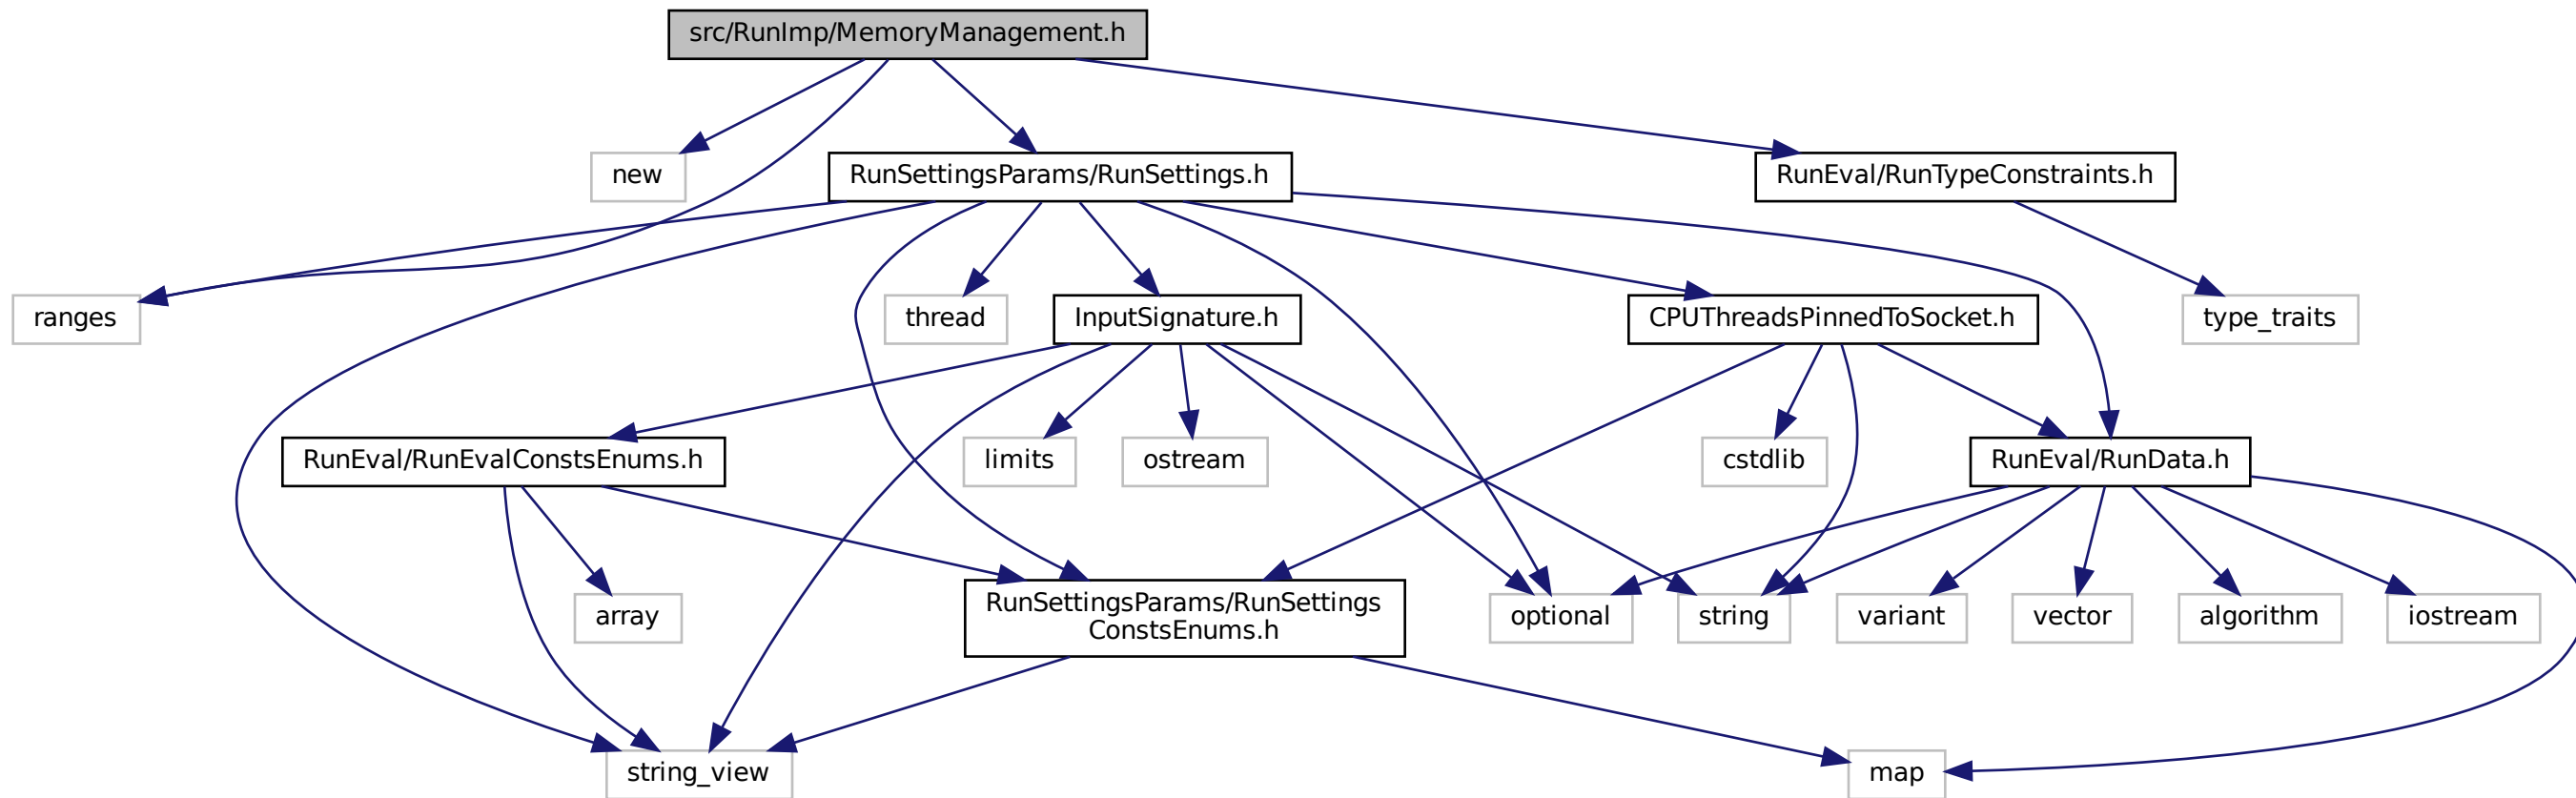 src/RunImp/MemoryManagement.h
new
RunSettingsParams/RunSettings.h
RunEval/RunTypeConstraints.h
ranges
thread
InputSignature.h
CPUThreadsPinnedToSocket.h
type_traits
RunEval/RunEvalConstsEnums.h
limits
ostream
cstdlib
RunEval/RunData.h
array
RunSettingsParams/RunSettings
ConstsEnums.h
optional
string
variant
vector
algorithm
iostream
string_view
map